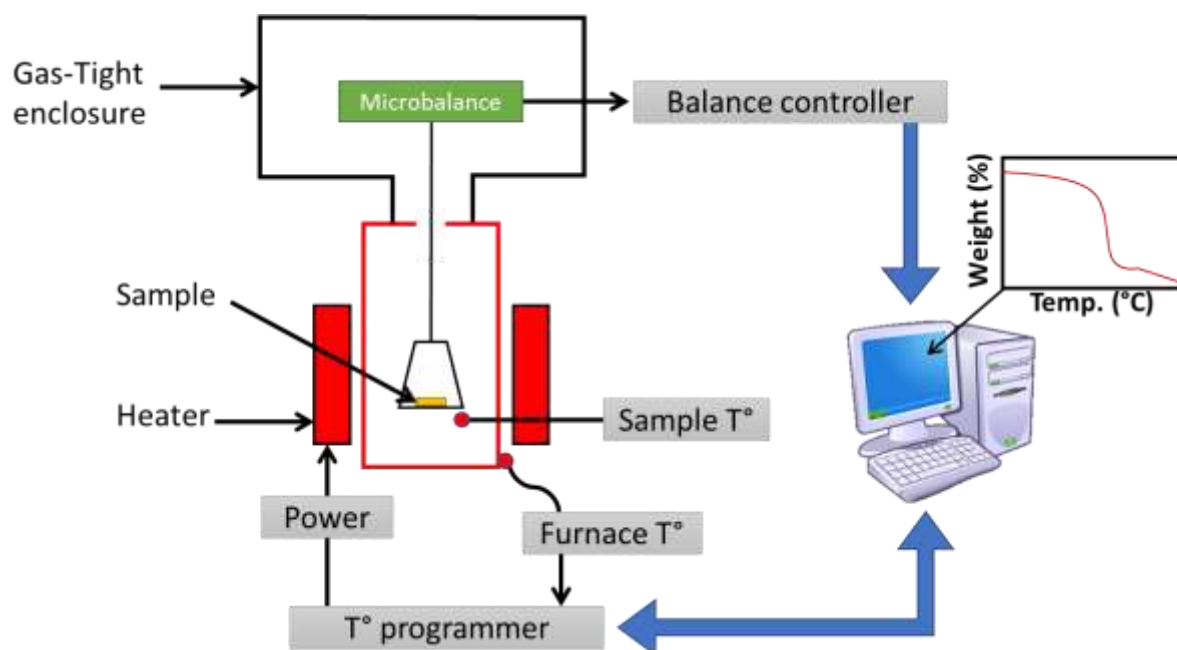 Gas-Tight
enclosure
Microbalance
Balance controller
Weight (%)
Temp. (°C)
Sample
Heater
Sample T°
Power
Furnace T°
T° programmer